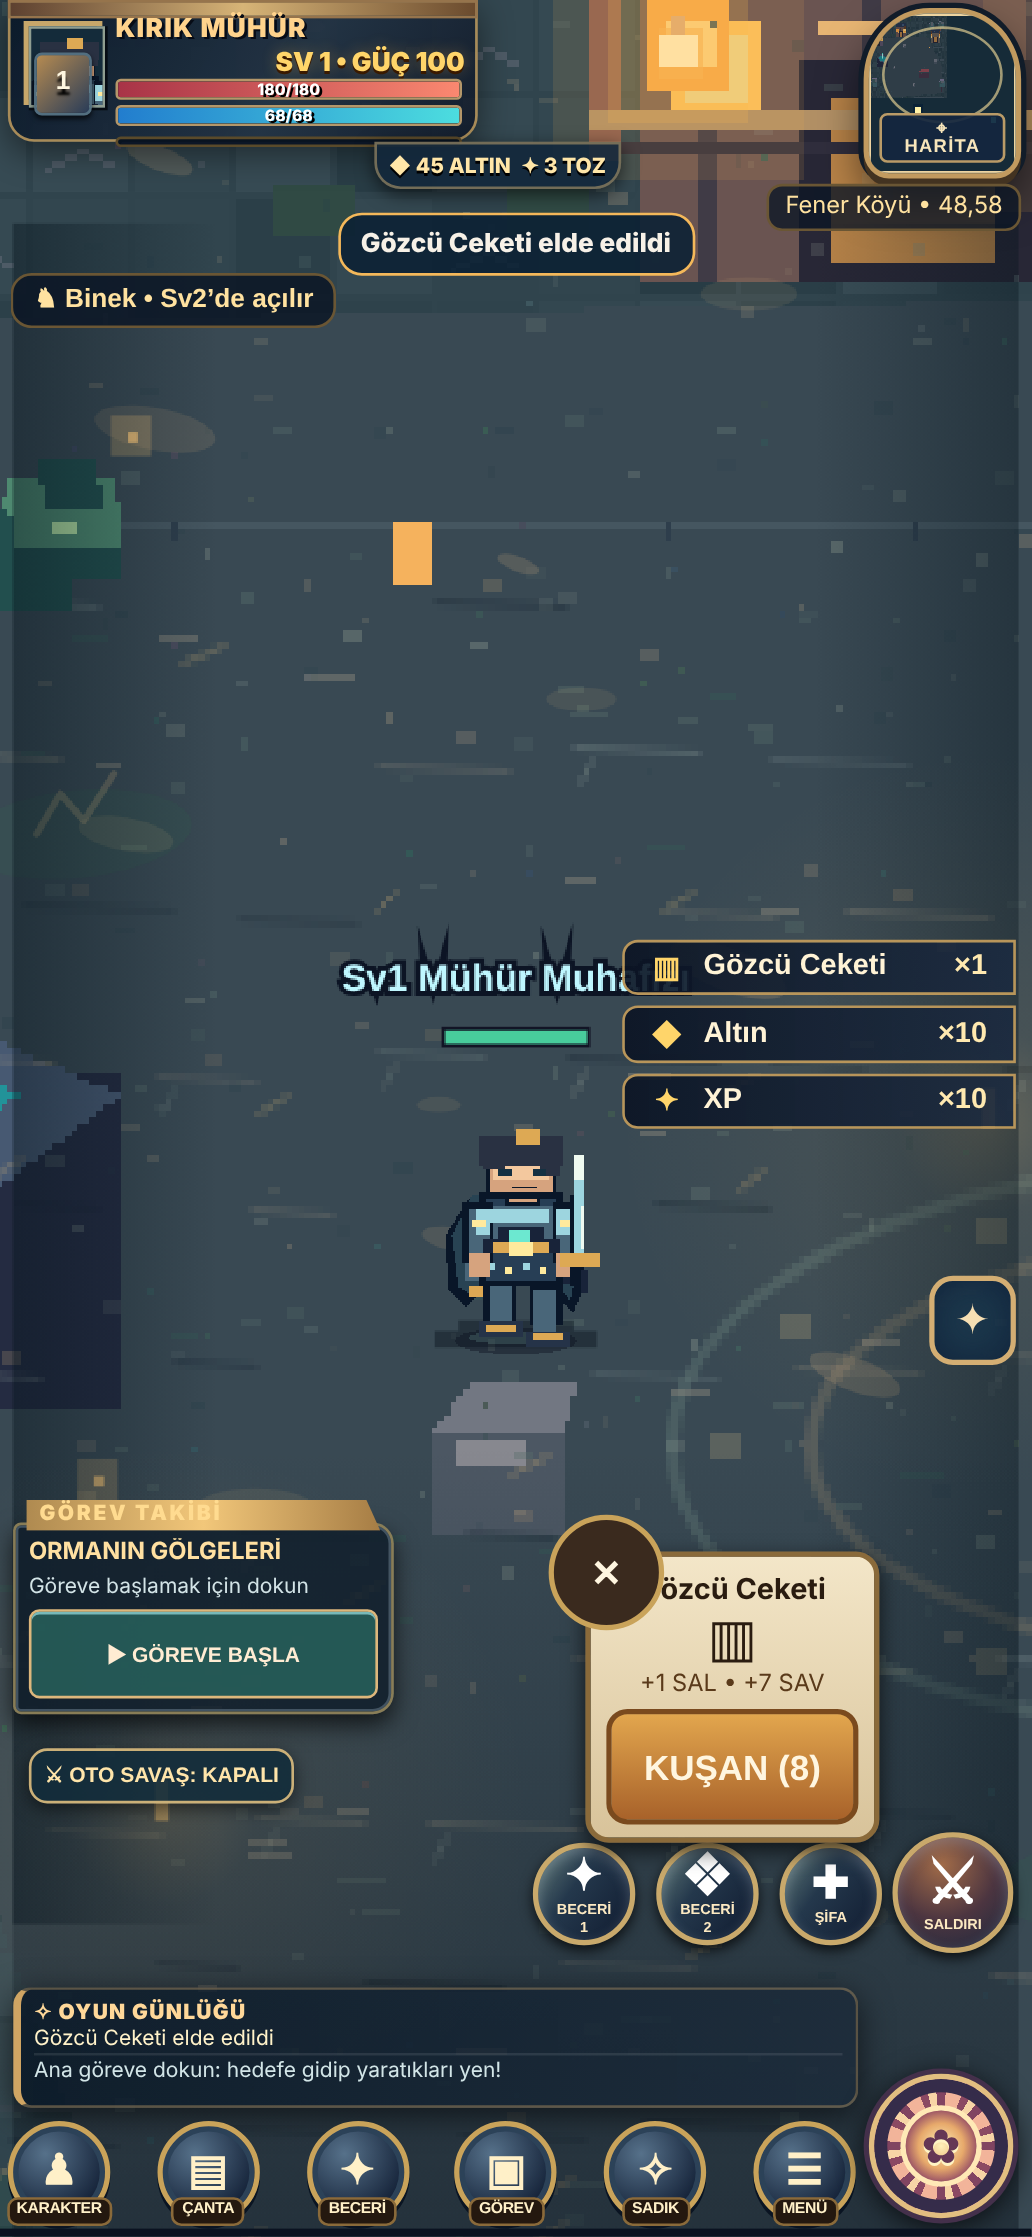 KIRIK MÜHÜR
SV 1 • GÜÇ 100
1
180/180
68/68
◆ 45 ALTIN ✦ 3 TOZ
HARİTA
Fener Köyü • 48,58
Gözcü Ceketi elde edildi
♞ Binek • Sv2’de açılır
Sv1 Mühür Muhafızı
Gözcü Ceketi ×1
Altın ×10
XP ×10
GÖREV TAKİBİ
ORMANIN GÖLGELERİ
Göreve başlamak için dokun
▶ GÖREVE BAŞLA
⚔ OTO SAVAŞ: KAPALI
×
özcü Ceketi
+1 SAL • +7 SAV
KUŞAN (8)
BECERİ
1
BECERİ
2
ŞİFA
SALDIRI
✧ OYUN GÜNLÜĞÜ
Gözcü Ceketi elde edildi
Ana göreve dokun: hedefe gidip yaratıkları yen!
KARAKTER
ÇANTA
BECERİ
GÖREV
SADIK
MENÜ